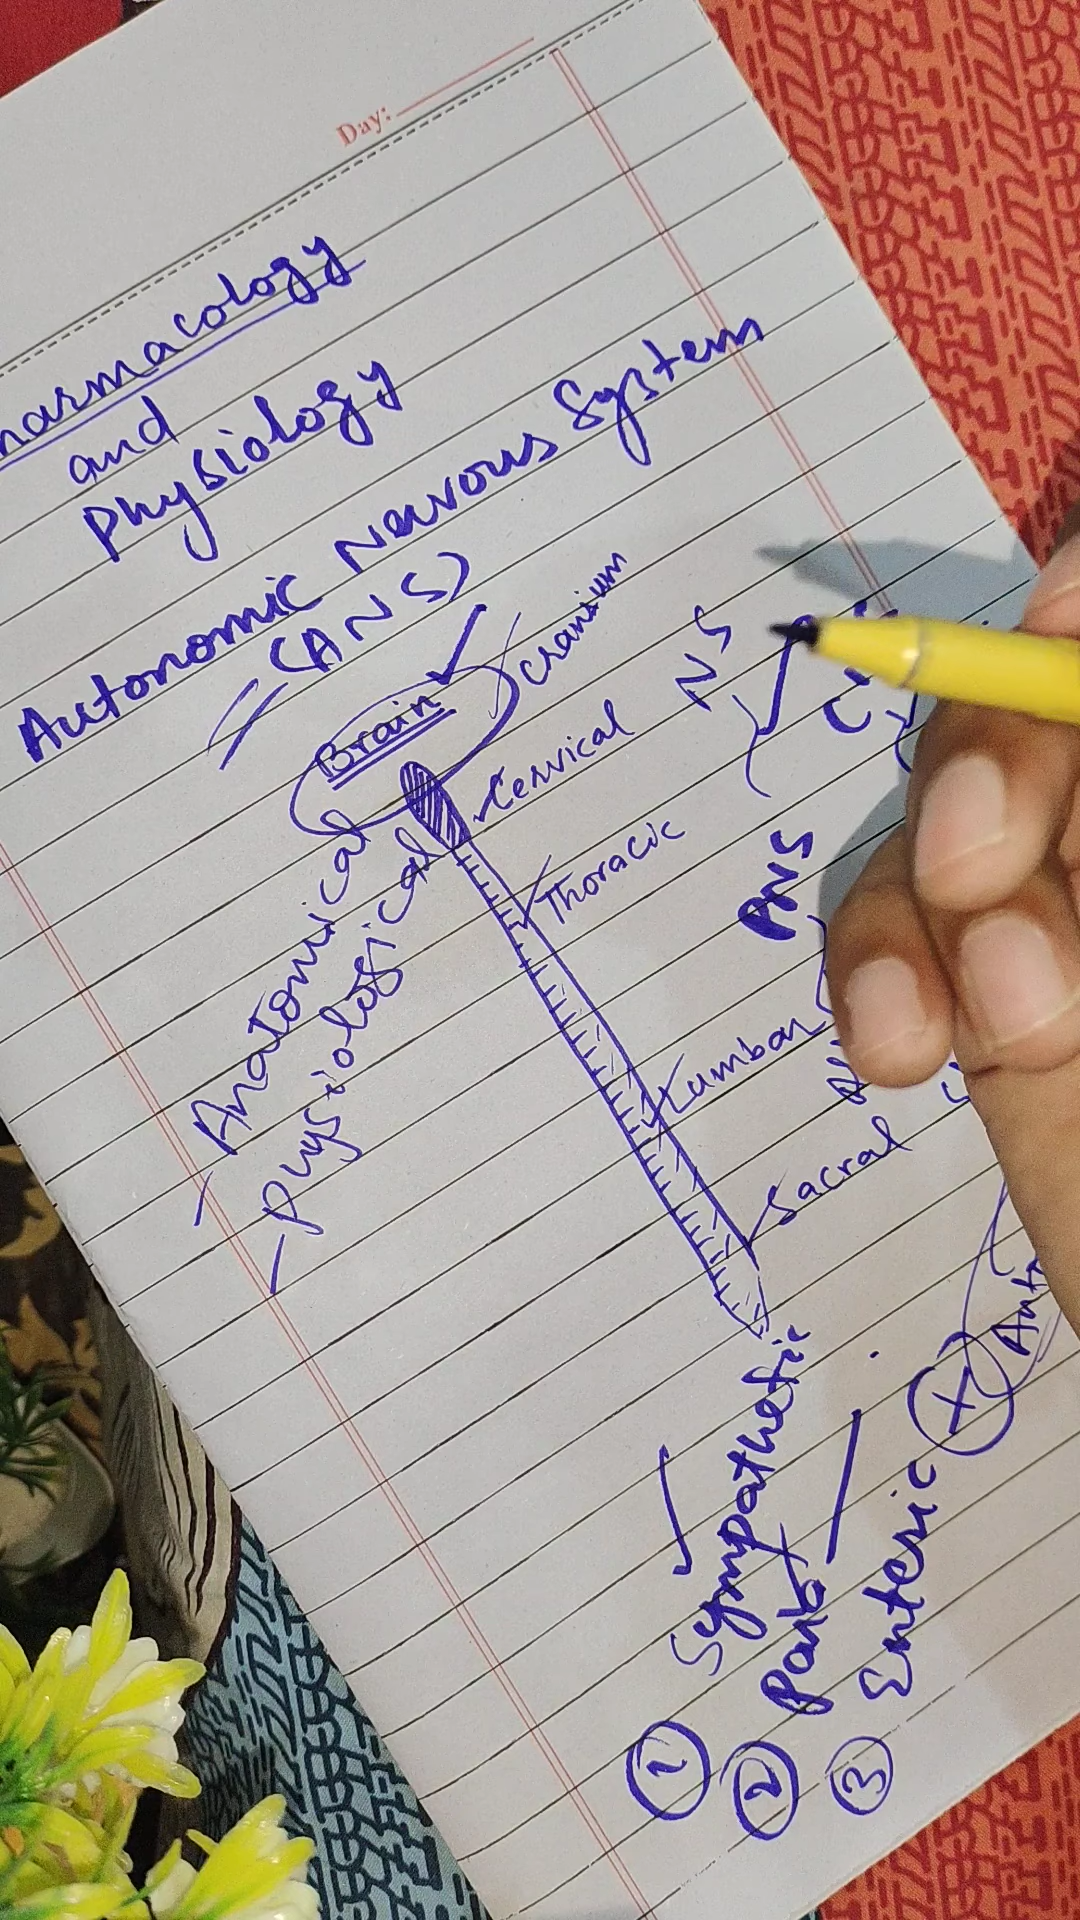 Day:
harmacology
and
Physiology
Autonomic Nervous System
(ANS)
Brain
Cranium
Cervical
Thoracic
Lumbar
Sacral
- Anatomical
- Physiological
NS
PNS
① Sympathetic
② Para
③ Enteric